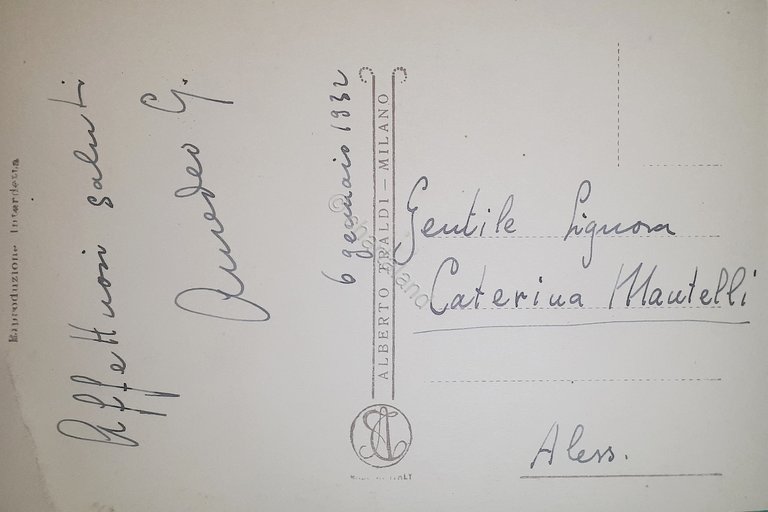 Riproduzione Interdetta
Affettuosi saluti
Amedeo G.
6 gennaio 1932
ALBERTO TRALDI – MILANO
Gentile Signora
Caterina Mantelli
Aless.